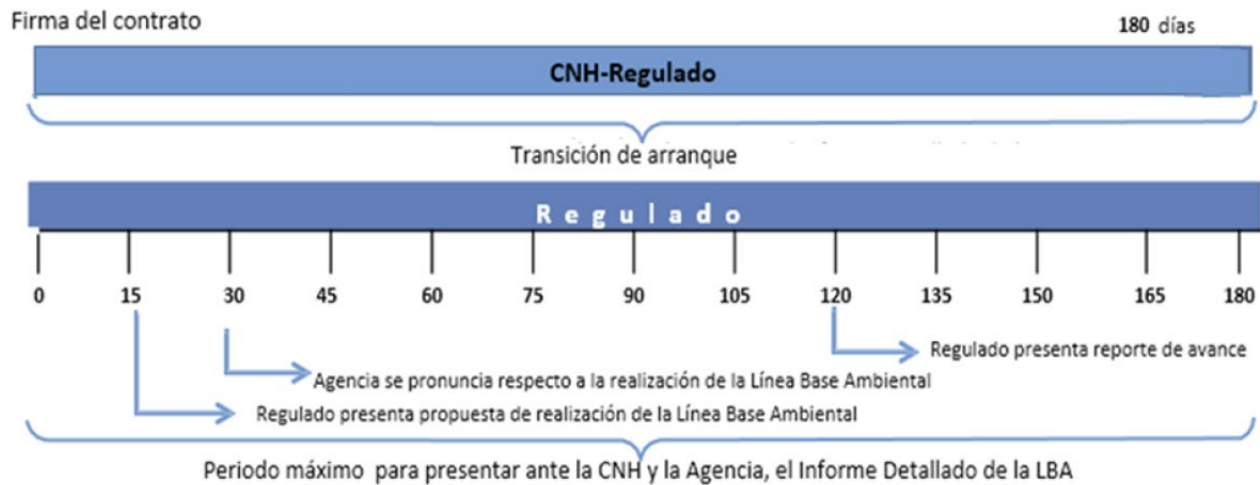 Firma del contrato
180 días
CNH-Regulado
Transición de arranque
Regulado
0 15 30 45 60 75 90 105 120 135 150 165 180
Regulado presenta reporte de avance
Agencia se pronuncia respecto a la realización de la Línea Base Ambiental
Regulado presenta propuesta de realización de la Línea Base Ambiental
Periodo máximo para presentar ante la CNH y la Agencia, el Informe Detallado de la LBA